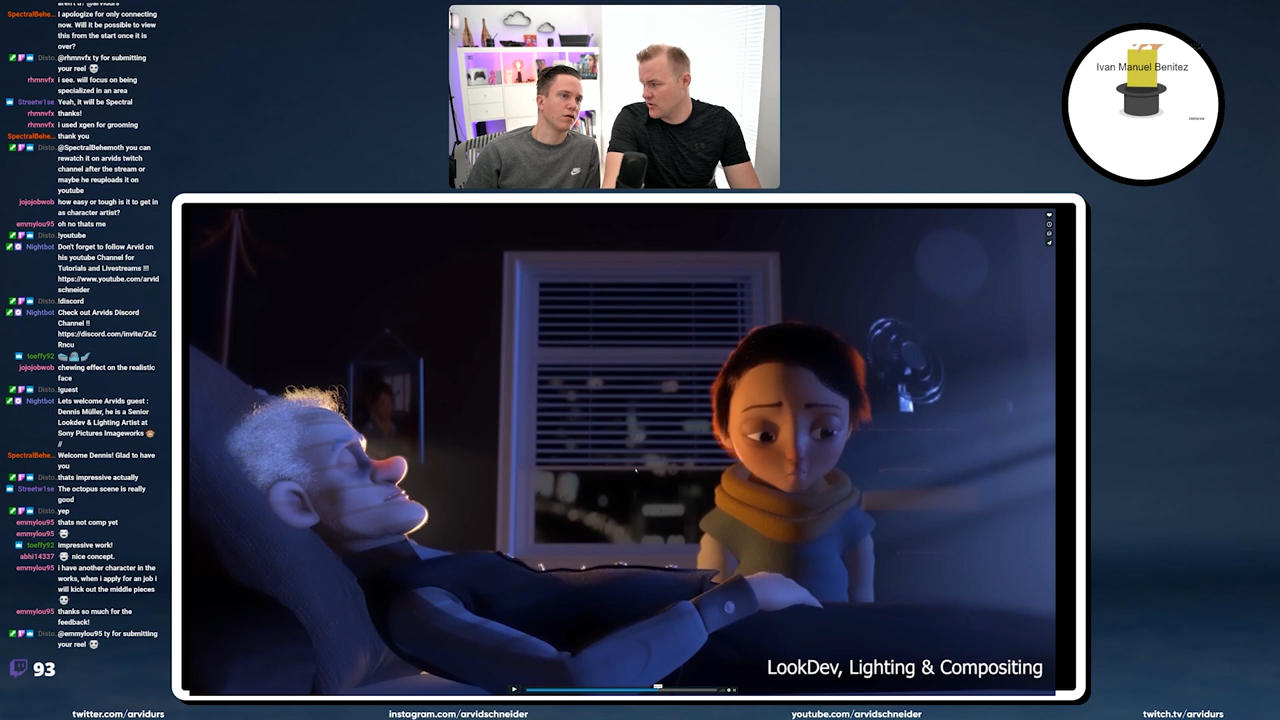 SpectralBehe... I apologize for only connecting
now. Will it be possible to view
this from the start once it is
over?
Disto. @rhmnvfx ty for submitting
your reel
rhmnvfx i see. will focus on being
specialized in an area
Streetw1se Yeah, it will be Spectral
rhmnvfx thanks!
rhmnvfx i used xgen for grooming
SpectralBehe... thank you
Disto. @SpectralBehemoth you can
rewatch it on arvids twitch
channel after the stream or
maybe he reuploads it on
youtube
jojojobwob how easy or tough is it to get in
as character artist?
emmylou95 oh no thats me
Disto. !youtube
Nightbot Don't forget to follow Arvid on
his youtube Channel for
Tutorials and Livestreams !!!
https://www.youtube.com/arvid
schneider
Disto. !discord
Nightbot Check out Arvids Discord
Channel !!
https://discord.com/invite/ZeZ
Rncu
toeffy92
jojojobwob chewing effect on the realistic
face
Disto. !guest
Nightbot Lets welcome Arvids guest :
Dennis Müller, he is a Senior
Lookdev & Lighting Artist at
Sony Pictures Imageworks
//
SpectralBehe... Welcome Dennis! Glad to have
you
Disto. thats impressive actually
Streetw1se The octopus scene is really
good
Disto. yep
emmylou95 thats not comp yet
emmylou95
toeffy92 impressive work!
abhi14337 nice concept.
emmylou95 i have another character in the
works, when i apply for an job i
will kick out the middle pieces
emmylou95 thanks so much for the
feedback!
Disto. @emmylou95 ty for submitting
your reel
93
Ivan Manuel Benitez
LookDev, Lighting & Compositing
twitter.com/arvidurs
instagram.com/arvidschneider
youtube.com/arvidschneider
twitch.tv/arvidurs